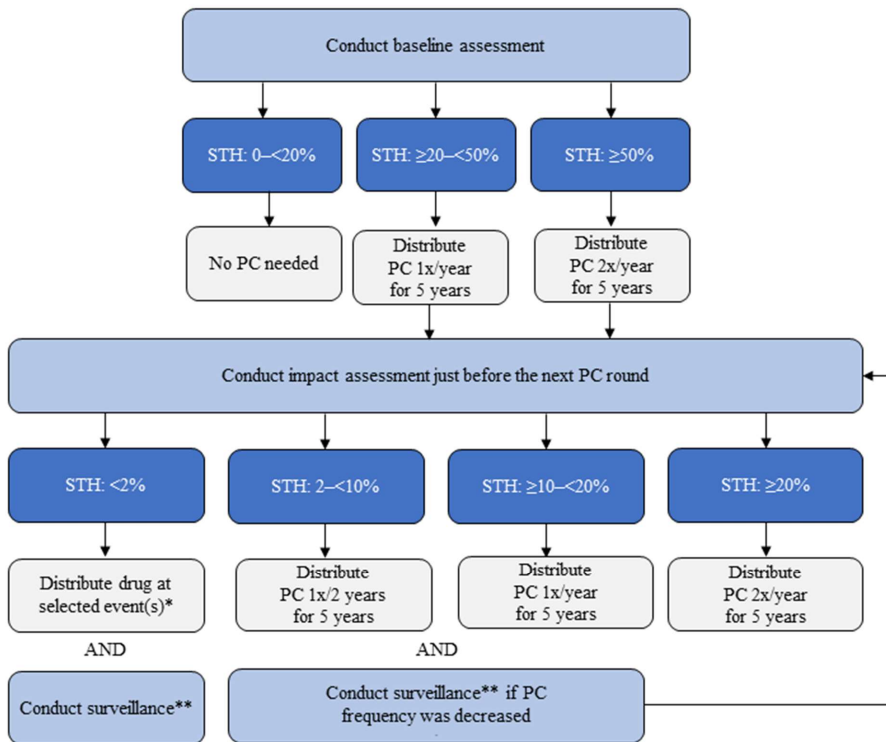 Conduct baseline assessment
STH: 0–<20%
STH: ≥20–<50%
STH: ≥50%
No PC needed
Distribute
PC 1x/year
for 5 years
Distribute
PC 2x/year
for 5 years
Conduct impact assessment just before the next PC round
STH: <2%
STH: 2–<10%
STH: ≥10–<20%
STH: ≥20%
Distribute drug at
selected event(s)*
Distribute
PC 1x/2 years
for 5 years
Distribute
PC 1x/year
for 5 years
Distribute
PC 2x/year
for 5 years
AND
AND
Conduct surveillance**
Conduct surveillance** if PC
frequency was decreased